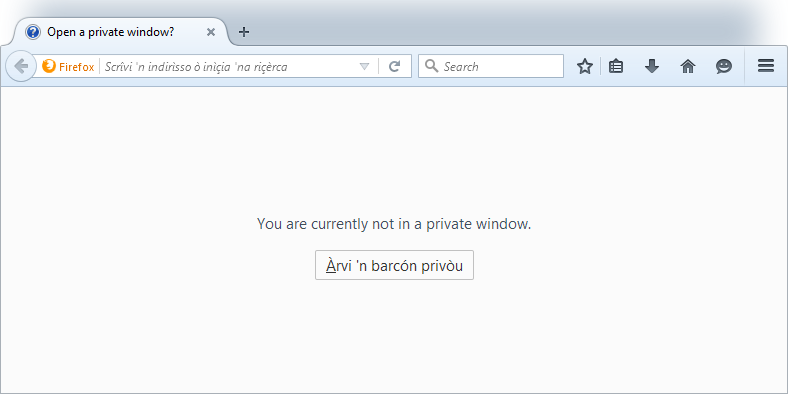 Open a private window?
Firefox
Scrîvi 'n indirìsso ò iniçia 'na riçèrca
Search
You are currently not in a private window.
Àrvi 'n barcón privòu